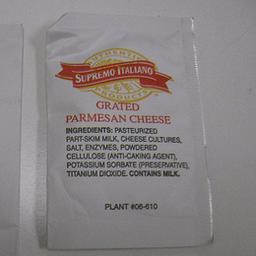 AUTHENTIC
SUPREMO ITALIANO
PRODUCTS
GRATED
PARMESAN CHEESE
INGREDIENTS: PASTEURIZED
PART-SKIM MILK, CHEESE CULTURES,
SALT, ENZYMES, POWDERED
CELLULOSE (ANTI-CAKING AGENT),
POTASSIUM SORBATE (PRESERVATIVE),
TITANIUM DIOXIDE. CONTAINS MILK.
PLANT #06-610